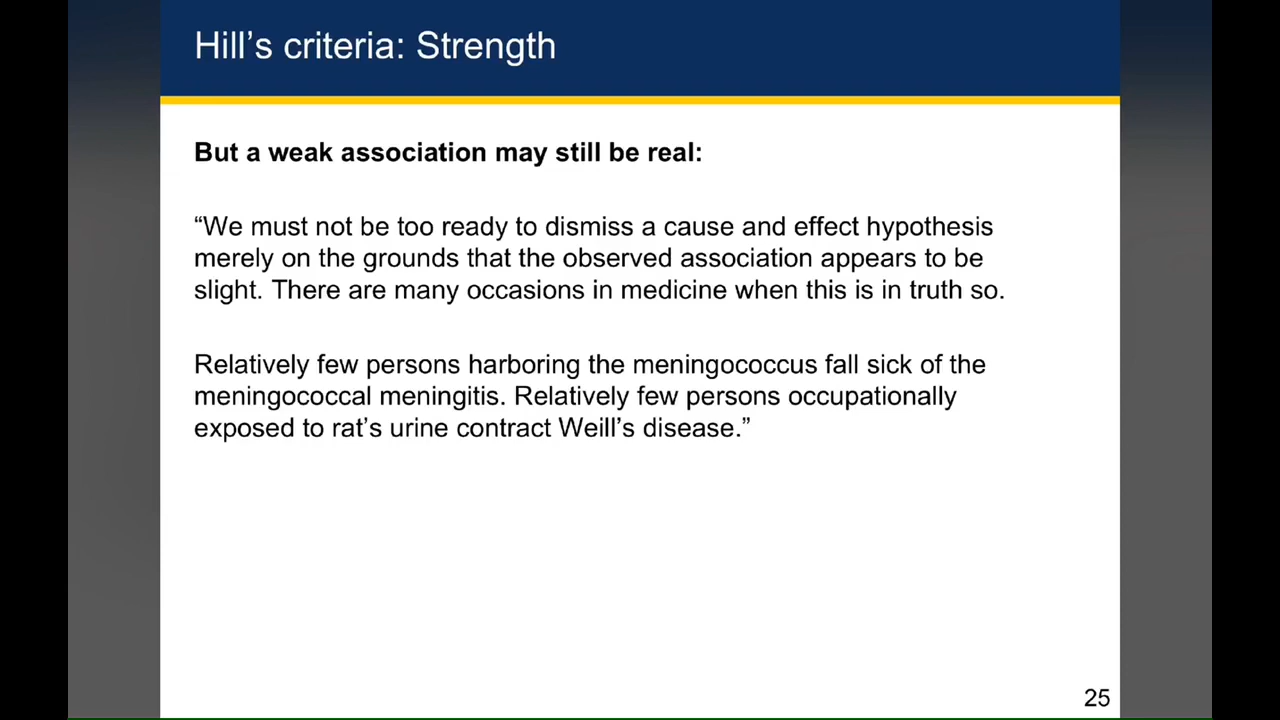 Hill’s criteria: Strength
But a weak association may still be real:
“We must not be too ready to dismiss a cause and effect hypothesis
merely on the grounds that the observed association appears to be
slight. There are many occasions in medicine when this is in truth so.
Relatively few persons harboring the meningococcus fall sick of the
meningococcal meningitis. Relatively few persons occupationally
exposed to rat’s urine contract Weill’s disease.”
25